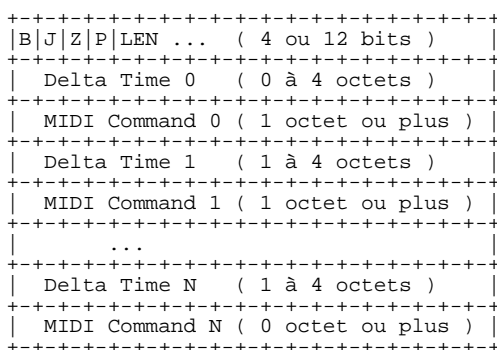 +-+-+-+-+-+-+-+-+-+-+-+-+-+-+-+-+-+-+-+-+
|B|J|Z|P|LEN ...  ( 4 ou 12 bits )      |
+-+-+-+-+-+-+-+-+-+-+-+-+-+-+-+-+-+-+-+-+
|  Delta Time 0   ( 0 à 4 octets )      |
+-+-+-+-+-+-+-+-+-+-+-+-+-+-+-+-+-+-+-+-+
|  MIDI Command 0 ( 1 octet ou plus )   |
+-+-+-+-+-+-+-+-+-+-+-+-+-+-+-+-+-+-+-+-+
|  Delta Time 1   ( 1 à 4 octets )      |
+-+-+-+-+-+-+-+-+-+-+-+-+-+-+-+-+-+-+-+-+
|  MIDI Command 1 ( 1 octet ou plus )   |
+-+-+-+-+-+-+-+-+-+-+-+-+-+-+-+-+-+-+-+-+
|       ...                             |
+-+-+-+-+-+-+-+-+-+-+-+-+-+-+-+-+-+-+-+-+
|  Delta Time N   ( 1 à 4 octets )      |
+-+-+-+-+-+-+-+-+-+-+-+-+-+-+-+-+-+-+-+-+
|  MIDI Command N ( 0 octet ou plus )   |
+-+-+-+-+-+-+-+-+-+-+-+-+-+-+-+-+-+-+-+-+